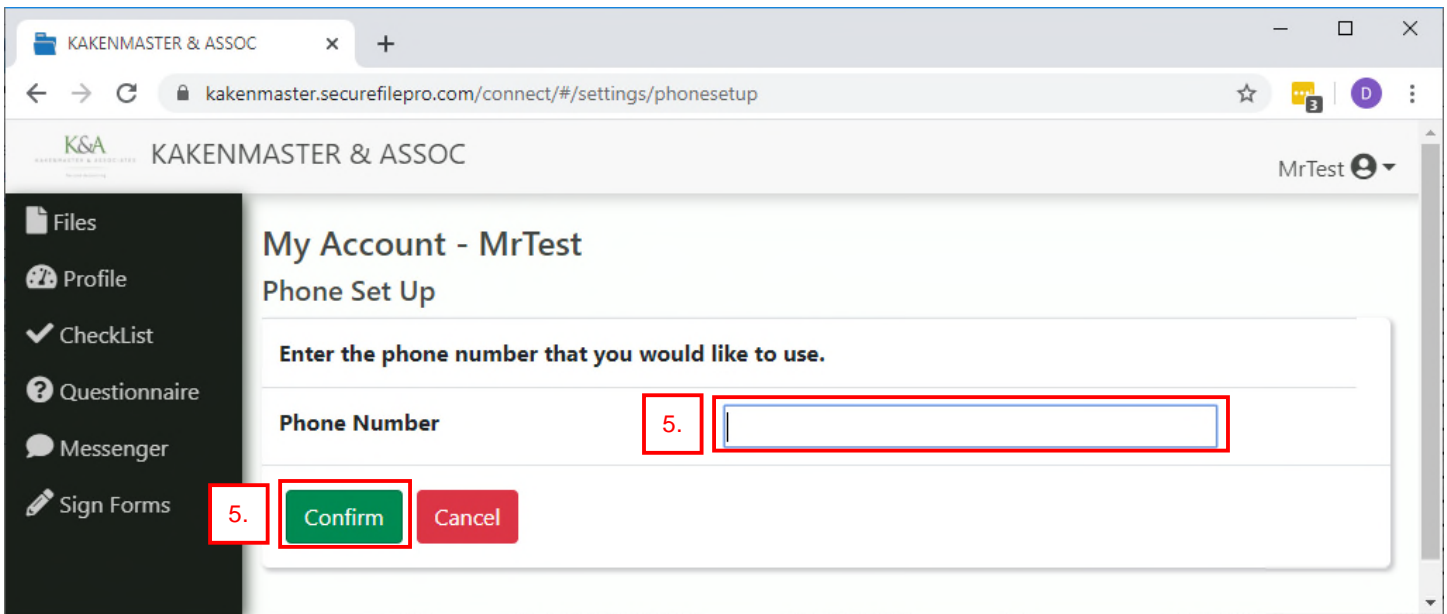 KAKENMASTER & ASSOC
kakenmaster.securefilepro.com/connect/#/settings/phonesetup
3
D
K&A
KAKENMASTER & ASSOCIATES
KAKENMASTER & ASSOC
MrTest
Files
Profile
CheckList
Questionnaire
Messenger
Sign Forms
My Account - MrTest
Phone Set Up
Enter the phone number that you would like to use.
Phone Number
5.
5.
Confirm
Cancel